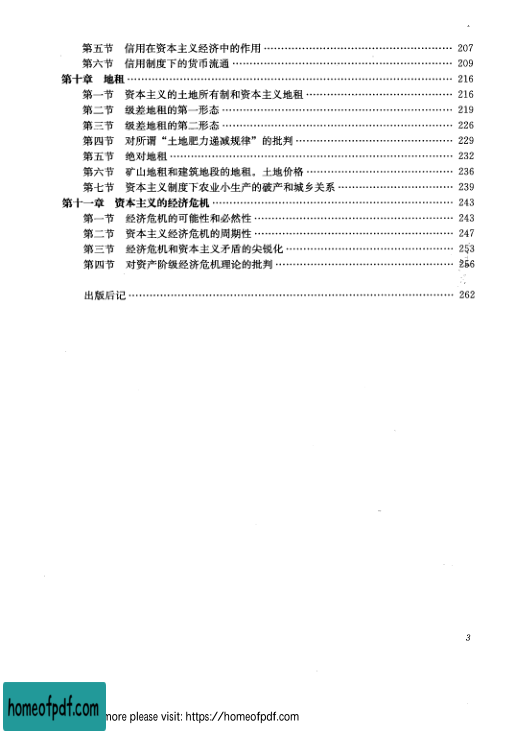 第五节 信用在资本主义经济中的作用 …… 207
第六节 信用制度下的货币流通 …… 209
第十章 地租 …… 216
第一节 资本主义的土地所有制和资本主义地租 …… 216
第二节 级差地租的第一形态 …… 219
第三节 级差地租的第二形态 …… 226
第四节 对所谓“土地肥力递减规律”的批判 …… 229
第五节 绝对地租 …… 232
第六节 矿山地租和建筑地段的地租。土地价格 …… 236
第七节 资本主义制度下农业小生产的破产和城乡关系 …… 239
第十一章 资本主义的经济危机 …… 243
第一节 经济危机的可能性和必然性 …… 243
第二节 资本主义经济危机的周期性 …… 247
第三节 经济危机和资本主义矛盾的尖锐化 …… 253
第四节 对资产阶级经济危机理论的批判 …… 256
出版后记 …… 262
3
homeofpdf.com
more please visit: https://homeofpdf.com